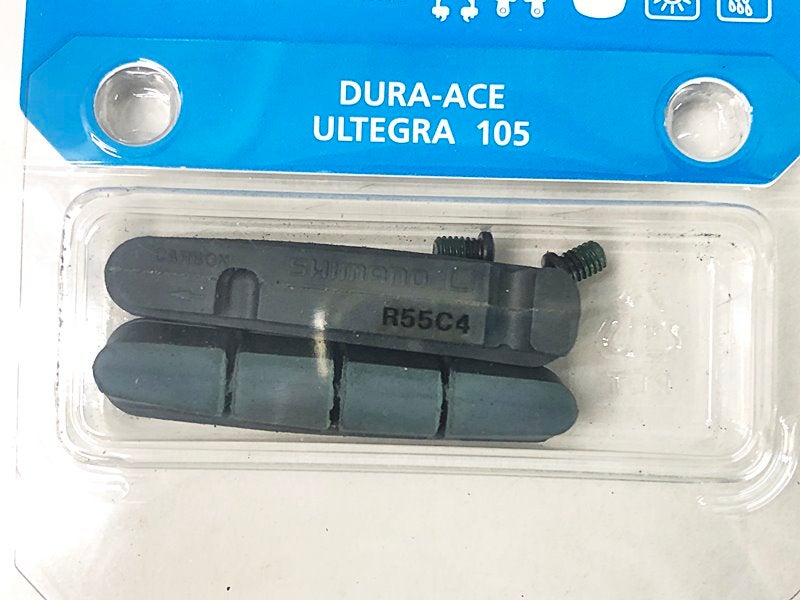 DURA-ACE
ULTEGRA 105
CARBON SHIMANO L
R55C4